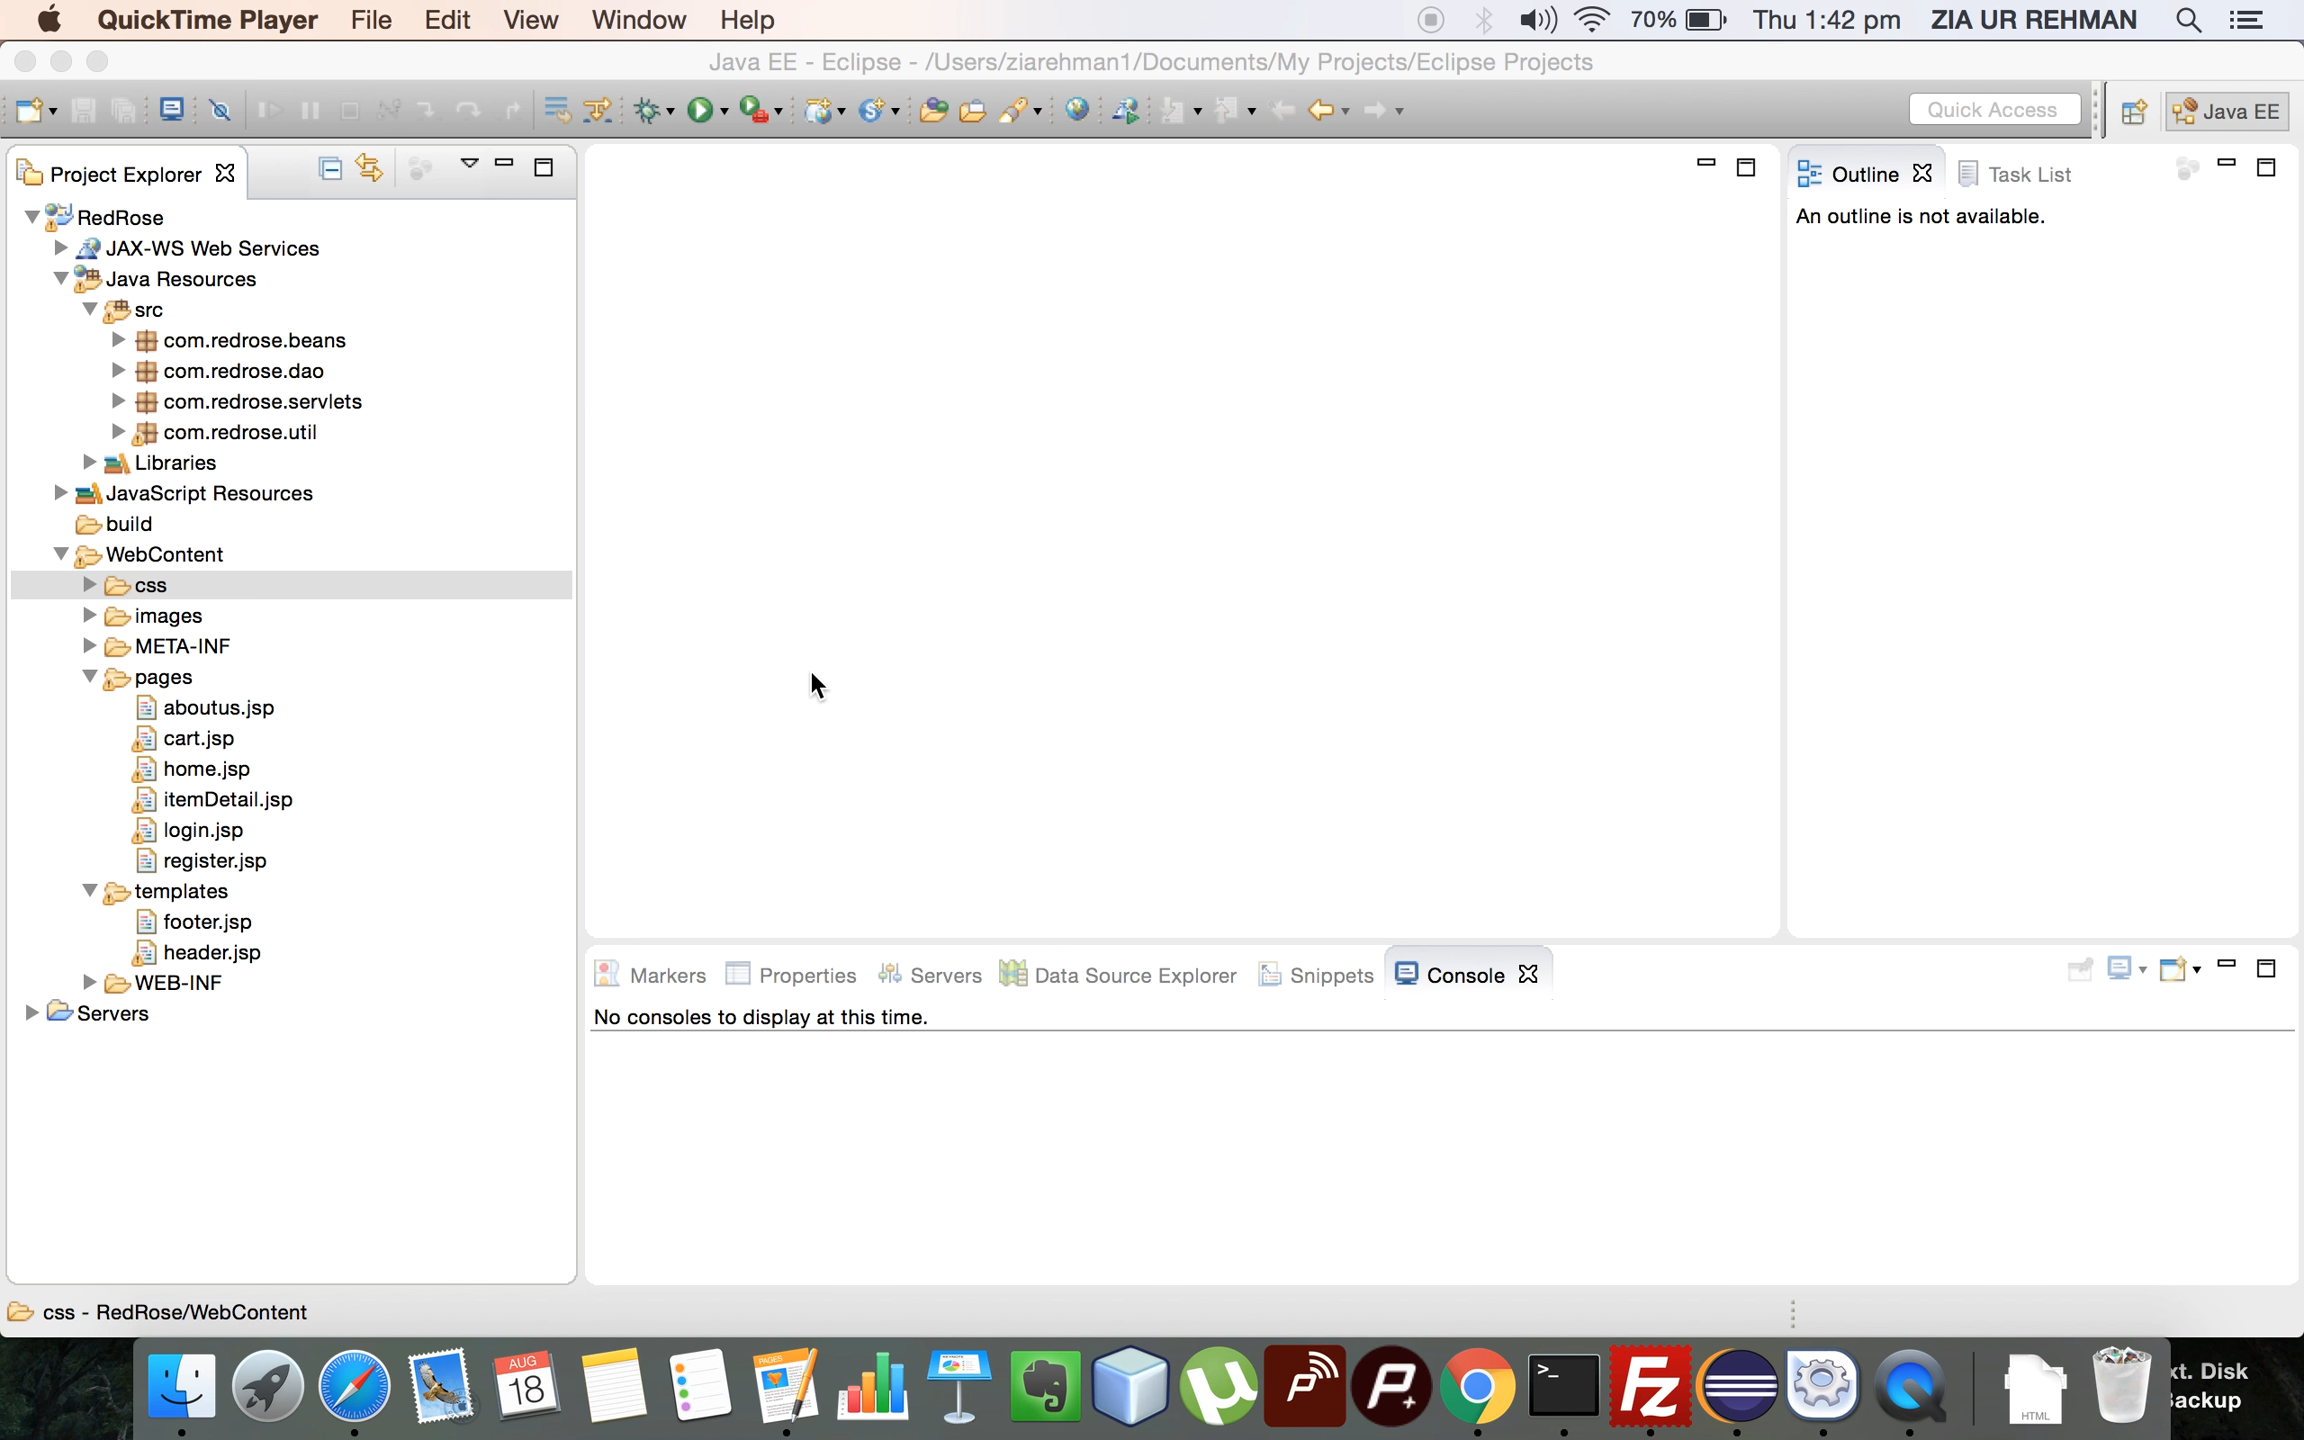 QuickTime Player File Edit View Window Help 70% Thu 1:42 pm ZIA UR REHMAN
Java EE - Eclipse - /Users/ziarehman1/Documents/My Projects/Eclipse Projects
Quick Access Java EE
Project Explorer
RedRose
JAX-WS Web Services
Java Resources
src
com.redrose.beans
com.redrose.dao
com.redrose.servlets
com.redrose.util
Libraries
JavaScript Resources
build
WebContent
css
images
META-INF
pages
aboutus.jsp
cart.jsp
home.jsp
itemDetail.jsp
login.jsp
register.jsp
templates
footer.jsp
header.jsp
WEB-INF
Servers
Outline Task List
An outline is not available.
Markers Properties Servers Data Source Explorer Snippets Console
No consoles to display at this time.
css - RedRose/WebContent
AUG
18
PAGES
HTML
xt. Disk
Backup